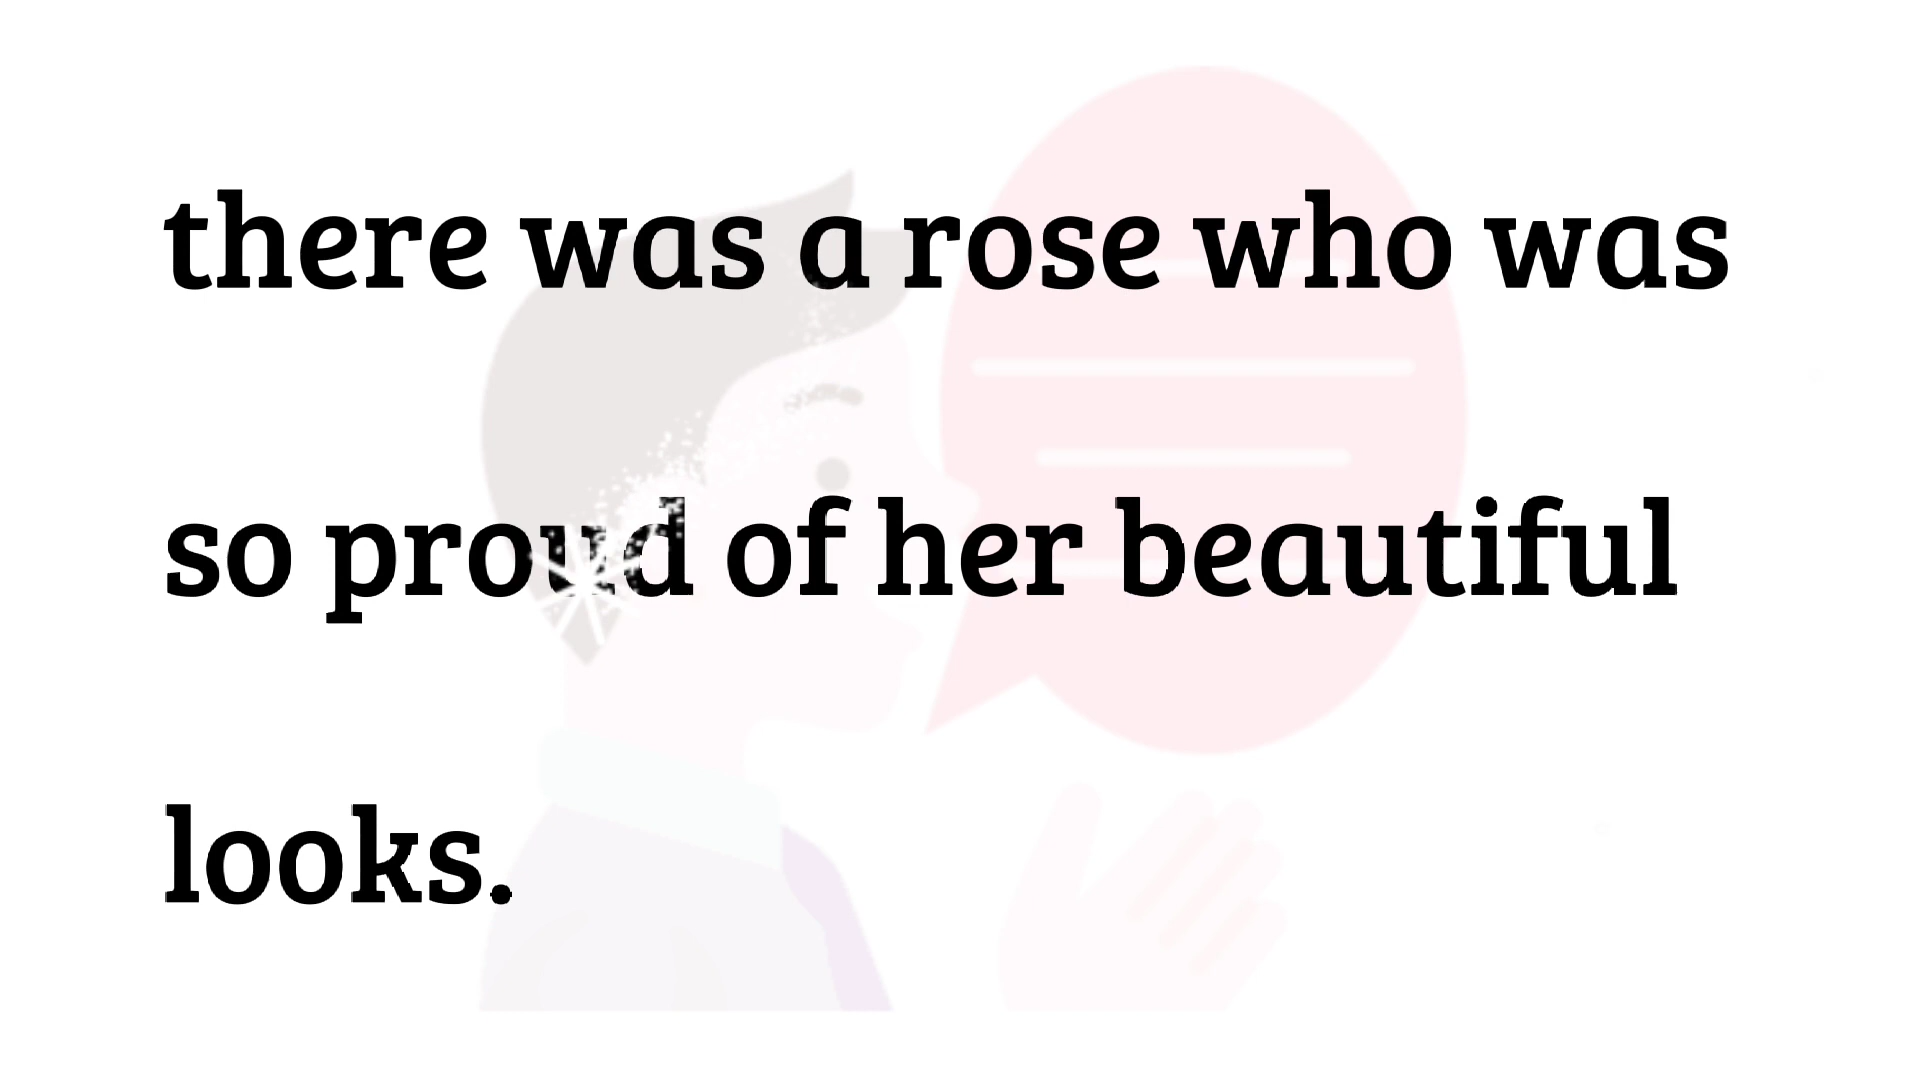 there was a rose who was
so proud of her beautiful
looks.